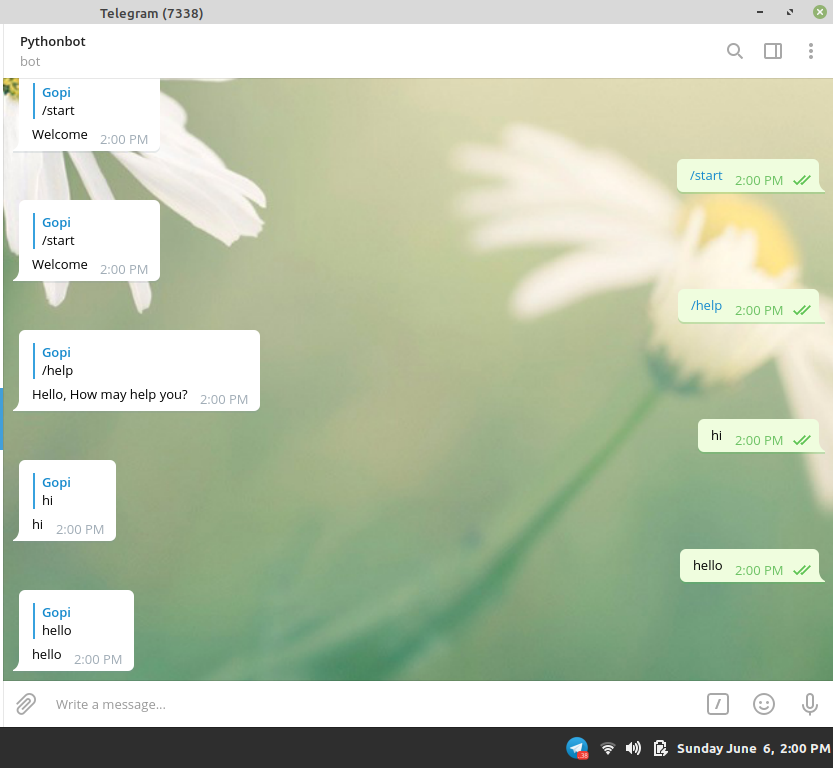 Telegram (7338)
Pythonbot
bot
Gopi
/start
Welcome 2:00 PM
/start 2:00 PM
Gopi
/start
Welcome 2:00 PM
/help 2:00 PM
Gopi
/help
Hello, How may help you? 2:00 PM
hi 2:00 PM
Gopi
hi
hi 2:00 PM
hello 2:00 PM
Gopi
hello
hello 2:00 PM
Write a message...
Sunday June 6, 2:00 PM